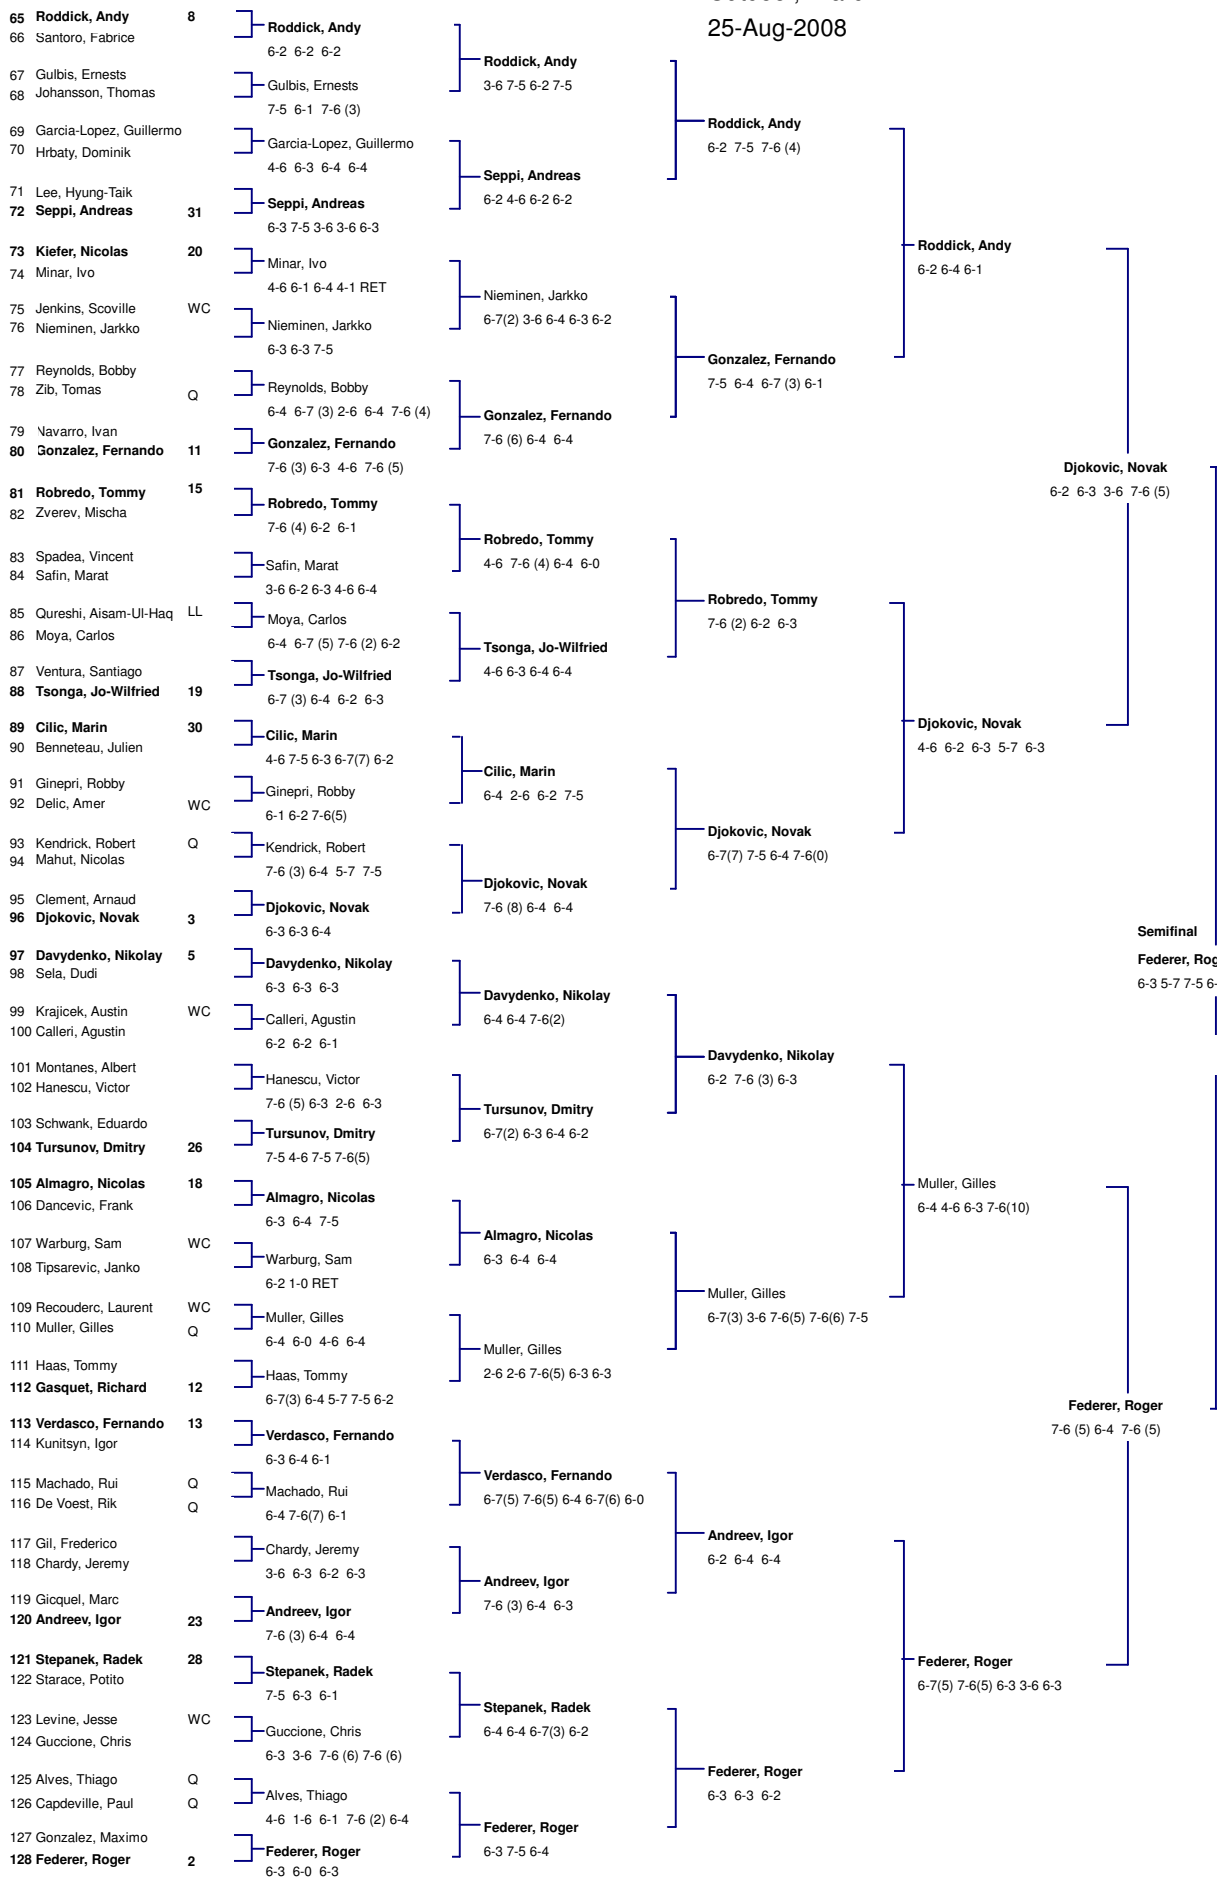 25-Aug-2008
65 Roddick, Andy 8
66 Santoro, Fabrice
67 Gulbis, Ernests
68 Johansson, Thomas
69 Garcia-Lopez, Guillermo
70 Hrbaty, Dominik
71 Lee, Hyung-Taik
72 Seppi, Andreas 31
73 Kiefer, Nicolas 20
74 Minar, Ivo
75 Jenkins, Scoville WC
76 Nieminen, Jarkko
77 Reynolds, Bobby
78 Zib, Tomas Q
79 Navarro, Ivan
80 Gonzalez, Fernando 11
81 Robredo, Tommy 15
82 Zverev, Mischa
83 Spadea, Vincent
84 Safin, Marat
85 Qureshi, Aisam-Ul-Haq LL
86 Moya, Carlos
87 Ventura, Santiago
88 Tsonga, Jo-Wilfried 19
89 Cilic, Marin 30
90 Benneteau, Julien
91 Ginepri, Robby
92 Delic, Amer WC
93 Kendrick, Robert Q
94 Mahut, Nicolas
95 Clement, Arnaud
96 Djokovic, Novak 3
97 Davydenko, Nikolay 5
98 Sela, Dudi
99 Krajicek, Austin WC
100 Calleri, Agustin
101 Montanes, Albert
102 Hanescu, Victor
103 Schwank, Eduardo
104 Tursunov, Dmitry 26
105 Almagro, Nicolas 18
106 Dancevic, Frank
107 Warburg, Sam WC
108 Tipsarevic, Janko
109 Recouderc, Laurent WC
110 Muller, Gilles Q
111 Haas, Tommy
112 Gasquet, Richard 12
113 Verdasco, Fernando 13
114 Kunitsyn, Igor
115 Machado, Rui Q
116 De Voest, Rik Q
117 Gil, Frederico
118 Chardy, Jeremy
119 Gicquel, Marc
120 Andreev, Igor 23
121 Stepanek, Radek 28
122 Starace, Potito
123 Levine, Jesse WC
124 Guccione, Chris
125 Alves, Thiago Q
126 Capdeville, Paul Q
127 Gonzalez, Maximo
128 Federer, Roger 2
Roddick, Andy
6-2 6-2 6-2
Gulbis, Ernests
7-5 6-1 7-6 (3)
Garcia-Lopez, Guillermo
4-6 6-3 6-4 6-4
Seppi, Andreas
6-3 7-5 3-6 3-6 6-3
Minar, Ivo
4-6 6-1 6-4 4-1 RET
Nieminen, Jarkko
6-3 6-3 7-5
Reynolds, Bobby
6-4 6-7 (3) 2-6 6-4 7-6 (4)
Gonzalez, Fernando
7-6 (3) 6-3 4-6 7-6 (5)
Robredo, Tommy
7-6 (4) 6-2 6-1
Safin, Marat
3-6 6-2 6-3 4-6 6-4
Moya, Carlos
6-4 6-7 (5) 7-6 (2) 6-2
Tsonga, Jo-Wilfried
6-7 (3) 6-4 6-2 6-3
Cilic, Marin
4-6 7-5 6-3 6-7(7) 6-2
Ginepri, Robby
6-1 6-2 7-6(5)
Kendrick, Robert
7-6 (3) 6-4 5-7 7-5
Djokovic, Novak
6-3 6-3 6-4
Davydenko, Nikolay
6-3 6-3 6-3
Calleri, Agustin
6-2 6-2 6-1
Hanescu, Victor
7-6 (5) 6-3 2-6 6-3
Tursunov, Dmitry
7-5 4-6 7-5 7-6(5)
Almagro, Nicolas
6-3 6-4 7-5
Warburg, Sam
6-2 1-0 RET
Muller, Gilles
6-4 6-0 4-6 6-4
Haas, Tommy
6-7(3) 6-4 5-7 7-5 6-2
Verdasco, Fernando
6-3 6-4 6-1
Machado, Rui
6-4 7-6(7) 6-1
Chardy, Jeremy
3-6 6-3 6-2 6-3
Andreev, Igor
7-6 (3) 6-4 6-4
Stepanek, Radek
7-5 6-3 6-1
Guccione, Chris
6-3 3-6 7-6 (6) 7-6 (6)
Alves, Thiago
4-6 1-6 6-1 7-6 (2) 6-4
Federer, Roger
6-3 6-0 6-3
Roddick, Andy
3-6 7-5 6-2 7-5
Seppi, Andreas
6-2 4-6 6-2 6-2
Nieminen, Jarkko
6-7(2) 3-6 6-4 6-3 6-2
Gonzalez, Fernando
7-6 (6) 6-4 6-4
Robredo, Tommy
4-6 7-6 (4) 6-4 6-0
Tsonga, Jo-Wilfried
4-6 6-3 6-4 6-4
Cilic, Marin
6-4 2-6 6-2 7-5
Djokovic, Novak
7-6 (8) 6-4 6-4
Davydenko, Nikolay
6-4 6-4 7-6(2)
Tursunov, Dmitry
6-7(2) 6-3 6-4 6-2
Almagro, Nicolas
6-3 6-4 6-4
Muller, Gilles
2-6 2-6 7-6(5) 6-3 6-3
Verdasco, Fernando
6-7(5) 7-6(5) 6-4 6-7(6) 6-0
Andreev, Igor
7-6 (3) 6-4 6-3
Stepanek, Radek
6-4 6-4 6-7(3) 6-2
Federer, Roger
6-3 7-5 6-4
Roddick, Andy
6-2 7-5 7-6 (4)
Gonzalez, Fernando
7-5 6-4 6-7 (3) 6-1
Robredo, Tommy
7-6 (2) 6-2 6-3
Djokovic, Novak
6-7(7) 7-5 6-4 7-6(0)
Davydenko, Nikolay
6-2 7-6 (3) 6-3
Muller, Gilles
6-7(3) 3-6 7-6(5) 7-6(6) 7-5
Andreev, Igor
6-2 6-4 6-4
Federer, Roger
6-3 6-3 6-2
Roddick, Andy
6-2 6-4 6-1
Djokovic, Novak
4-6 6-2 6-3 5-7 6-3
Muller, Gilles
6-4 4-6 6-3 7-6(10)
Federer, Roger
6-7(5) 7-6(5) 6-3 3-6 6-3
Djokovic, Novak
6-2 6-3 3-6 7-6 (5)
Federer, Roger
7-6 (5) 6-4 7-6 (5)
Semifinal
Federer, Rog
6-3 5-7 7-5 6-